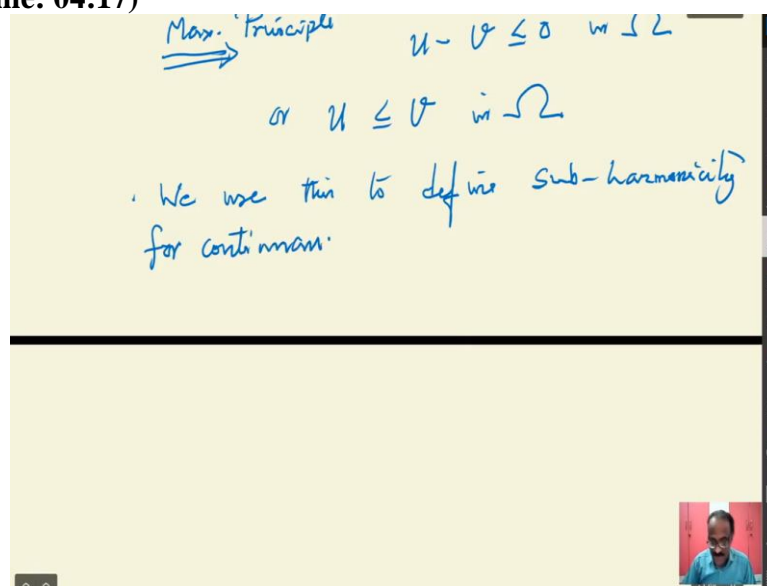 me: 04:17)
Max. Principle u - v ≤ 0 in Ω
or u ≤ v in Ω
. We use this to define sub-harmonicity
for continuous.